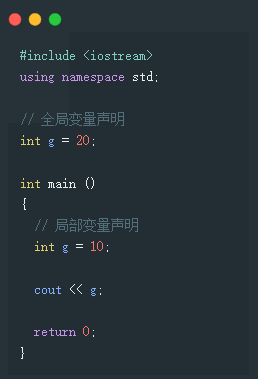 #include <iostream>
using namespace std;
// 全局变量声明
int g = 20;
int main ()
{
// 局部变量声明
int g = 10;
cout << g;
return 0;
}